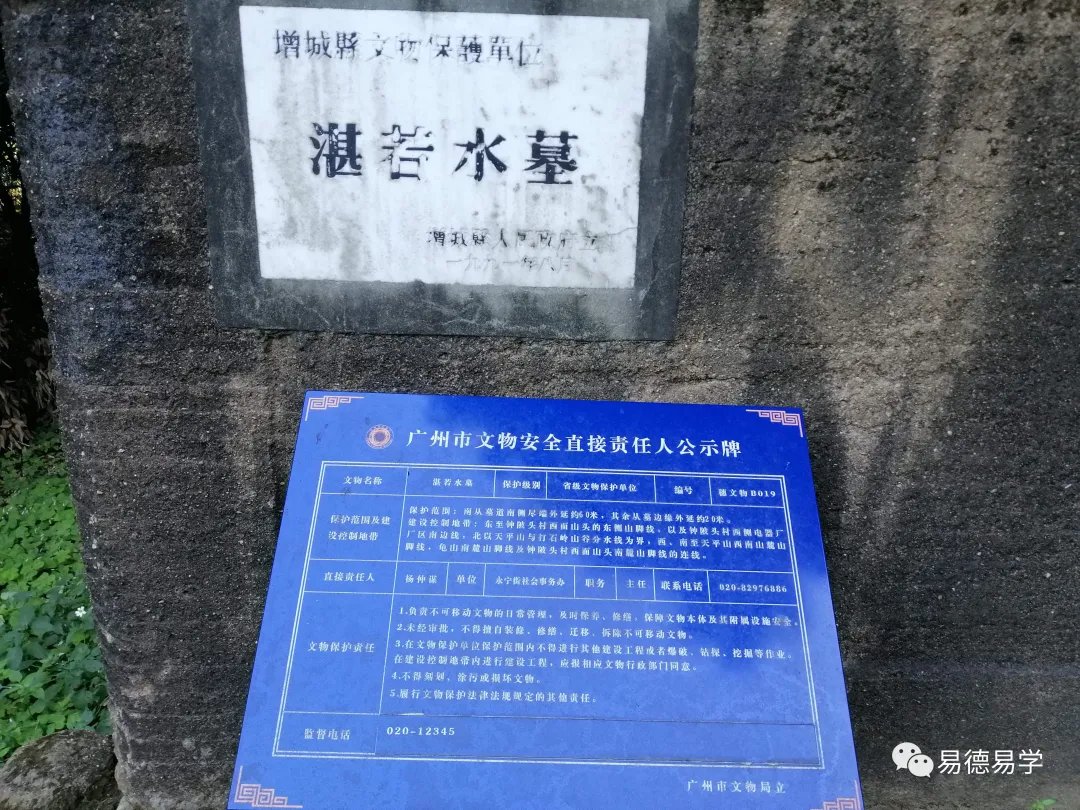 增城縣文物保護單位
湛若水墓
增城縣人民政府立
一九九一年八月
广州市文物安全直接责任人公示牌
文物名称 湛若水墓 保护级别 省级文物保护单位 编号 穗文物B019
保护范围及建设控制地带
保护范围：南从墓道南侧尽端外延约60米，其余从墓边缘外延约20米。
建设控制地带：东至钟陂头村西面山头的东侧山脚线，以及钟陂头村西侧电器厂
厂区南边线，北以天平山与打石岭山谷分水线为界，西、南至天平山西南山麓山
脚线，龟山南麓山脚线及钟陂头村西面山头南麓山脚线的连线。
直接责任人 杨仲谋 单位 永宁街社会事务办 职务 主任 联系电话 020-82976886
文物保护责任
1.负责不可移动文物的日常管理，及时保养、修缮、保障文物本体及其附属设施安全。
2.未经审批，不得擅自装修、修缮、迁移、拆除不可移动文物。
3.在文物保护单位保护范围内不得进行其他建设工程或者爆破、钻探、挖掘等作业。
在建设控制地带内进行建设工程，应报相应文物行政部门同意。
4.不得刻划、涂污或损坏文物。
5.履行文物保护法律法规规定的其他责任。
监督电话 020-12345
广州市文物局立
易德易学